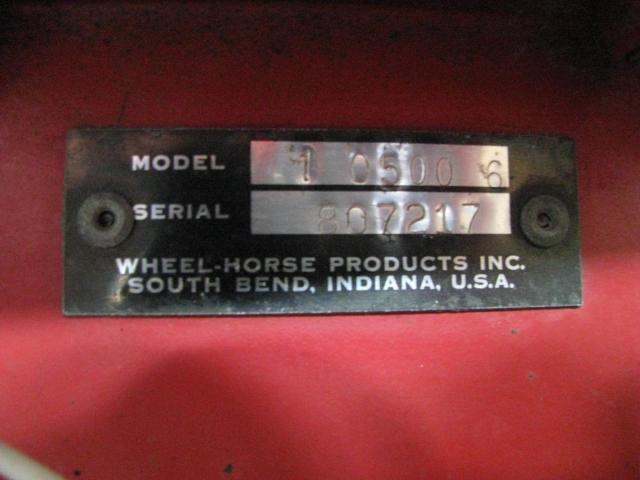 MODEL 1 0500 6
SERIAL 807217
WHEEL-HORSE PRODUCTS INC.
SOUTH BEND, INDIANA, U.S.A.